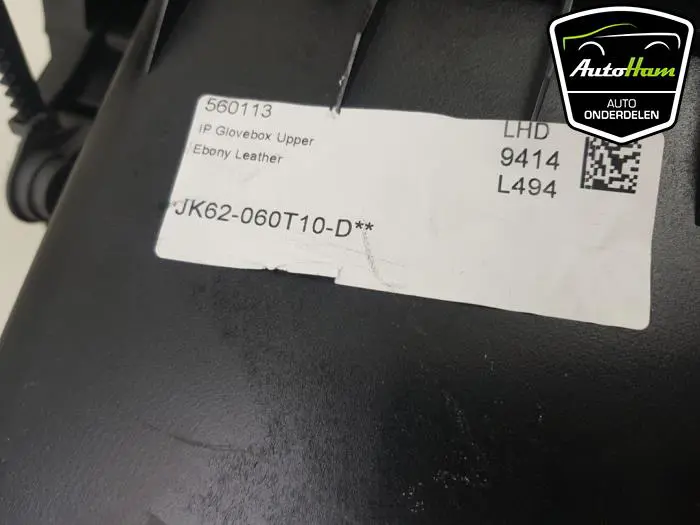 560113
IP Glovebox Upper
Ebony Leather
JK62-060T10-D**
LHD
9414
L494
AutoHam
AUTO
ONDERDELEN